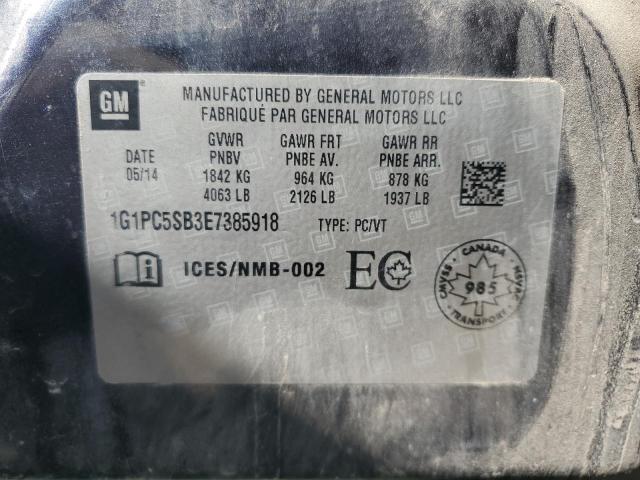 GM
MANUFACTURED BY GENERAL MOTORS LLC
FABRIQUÉ PAR GENERAL MOTORS LLC
GVWR GAWR FRT GAWR RR
DATE PNBV PNBE AV. PNBE ARR.
05/14 1842 KG 964 KG 878 KG
4063 LB 2126 LB 1937 LB
1G1PC5SB3E7385918 TYPE: PC/VT
ICES/NMB-002 EC
CANADA
CMVSS 985 NSVAC
TRANSPORT